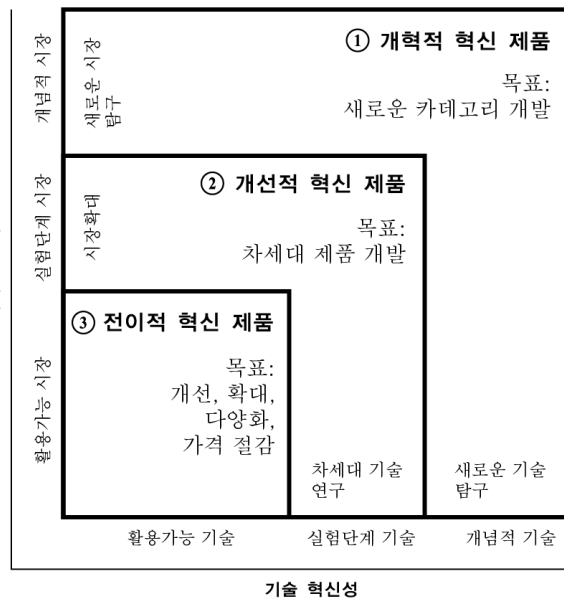 개념적 시장
새로운 시장
탐구
① 개혁적 혁신 제품
목표:
새로운 카데고리 개발
실험단계 시장
시장확대
② 개선적 혁신 제품
목표:
차세대 제품 개발
활용가능 시장
③ 전이적 혁신 제품
목표:
개선, 확대,
다양화,
가격 절감
차세대 기술
연구
새로운 기술
탐구
활용가능 기술
실험단계 기술
개념적 기술
기술 혁신성